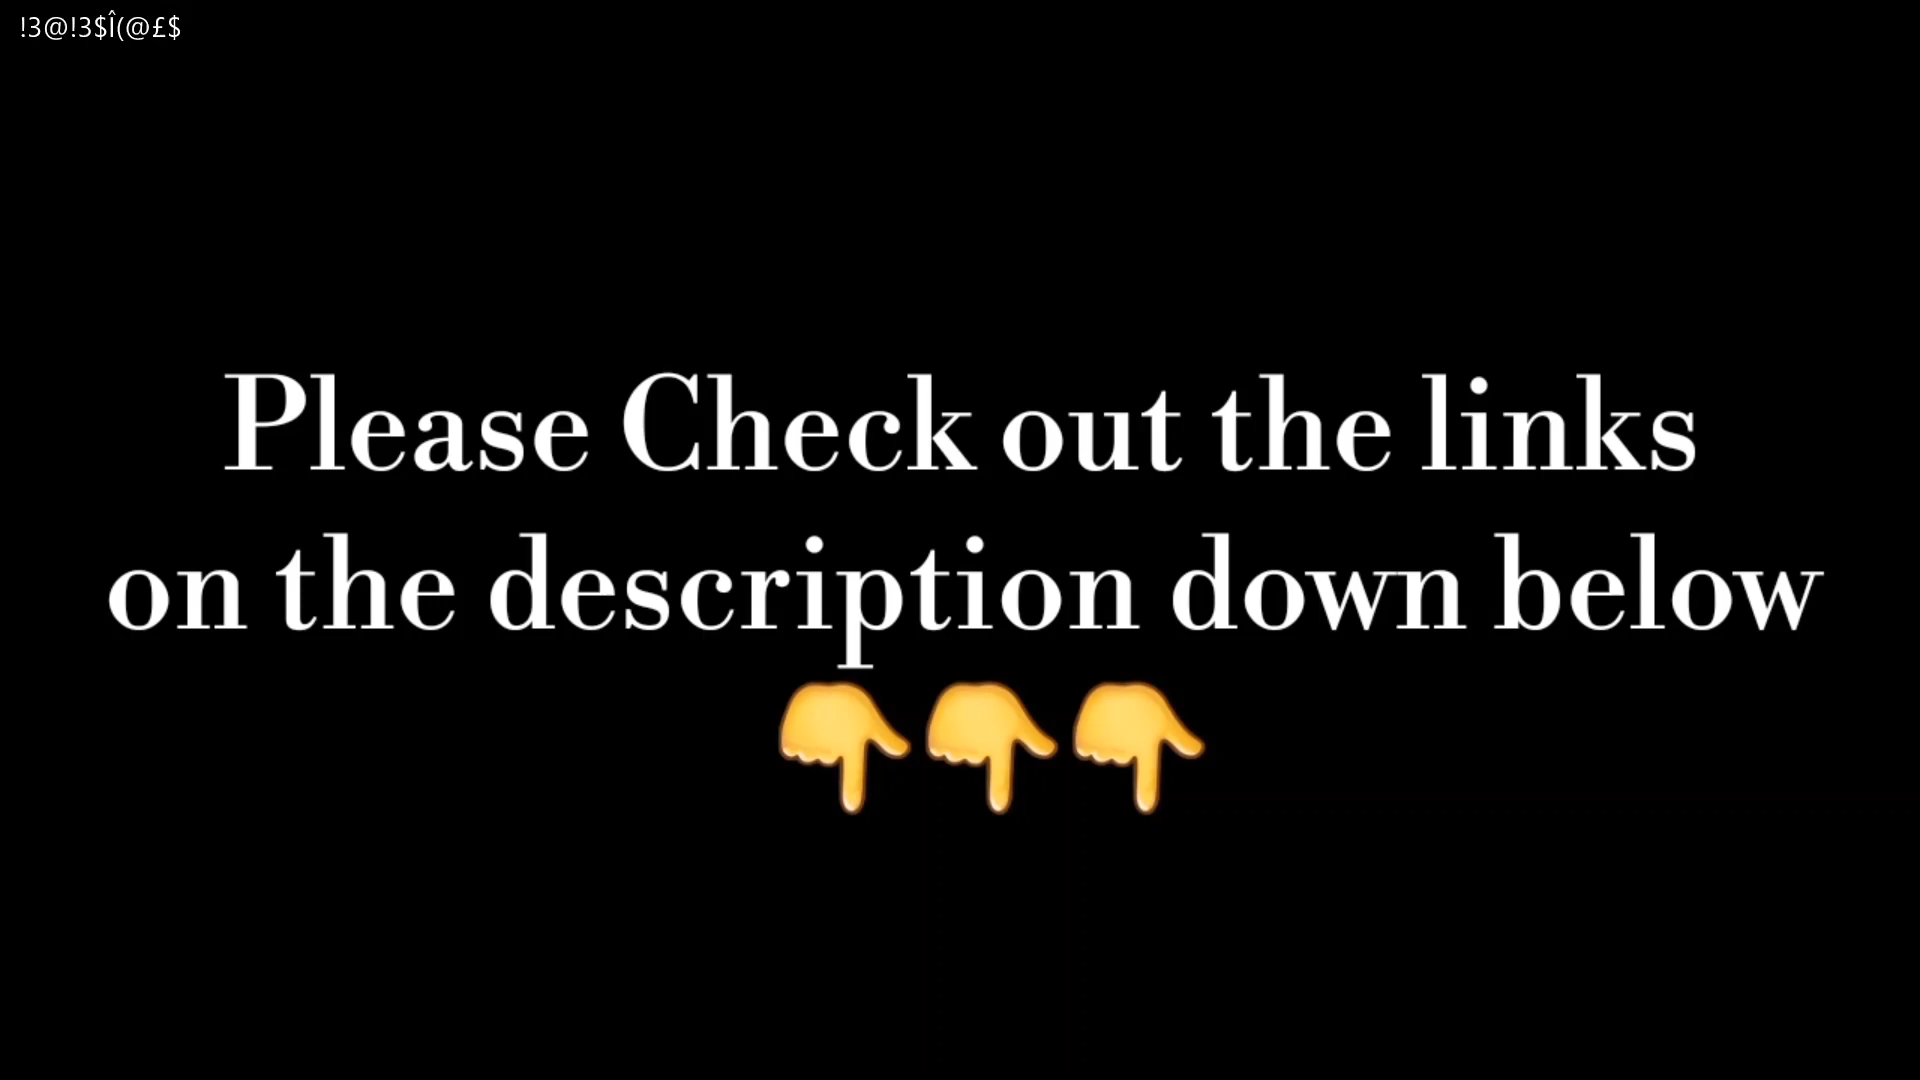 !3@!3$Î(@£$
Please Check out the links
on the description down below
👇👇👇